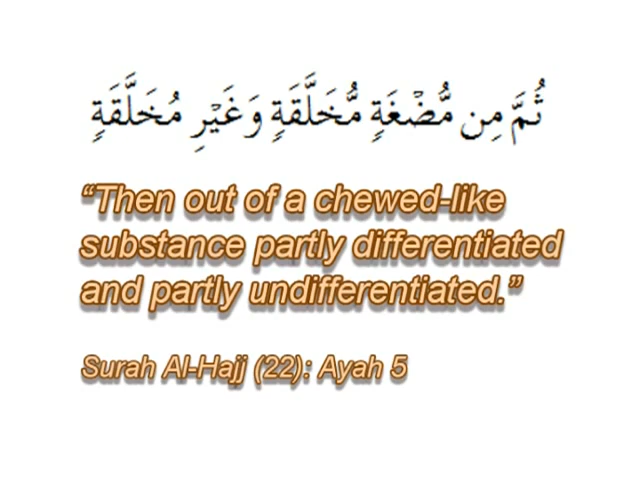 ثُمَّ مِن مُّضْغَةٍ مُّخَلَّقَةٍ وَغَيْرِ مُخَلَّقَةٍ
“Then out of a chewed-like
substance partly differentiated
and partly undifferentiated.”
Surah Al-Hajj (22): Ayah 5